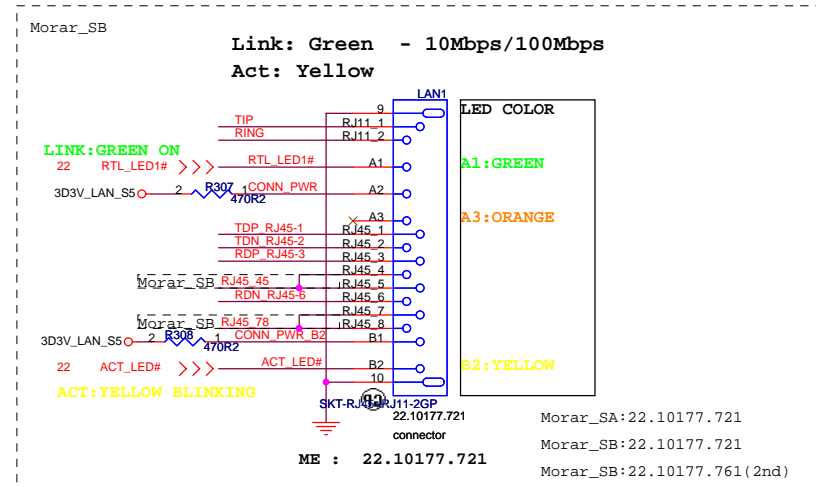 Morar_SB
Link: Green - 10Mbps/100Mbps
Act: Yellow
LAN1
9
LED COLOR
TIP
RJ11_1
RING
RJ11_2
LINK:GREEN ON
22 RTL_LED1#
RTL_LED1#
A1
A1:GREEN
3D3V_LAN_S5
2 R307 1
CONN_PWR
A2
470R2
A3
A3:ORANGE
TDP_RJ45-1
RJ45_1
TDN_RJ45-2
RJ45_2
RDP_RJ45-3
RJ45_3
RJ45_4
Morar_SB
RJ45_45
RJ45_5
RDN_RJ45-6
RJ45_6
RJ45_7
Morar_SB
RJ45_78
RJ45_8
3D3V_LAN_S5
2 R308 1
CONN_PWR_B2
B1
470R2
22 ACT_LED#
ACT_LED#
B2
B2:YELLOW
10
ACT:YELLOW BLINKING
SKT-RJ45+RJ11-2GP
22.10177.721
connector
ME : 22.10177.721
Morar_SA:22.10177.721
Morar_SB:22.10177.721
Morar_SB:22.10177.761(2nd)